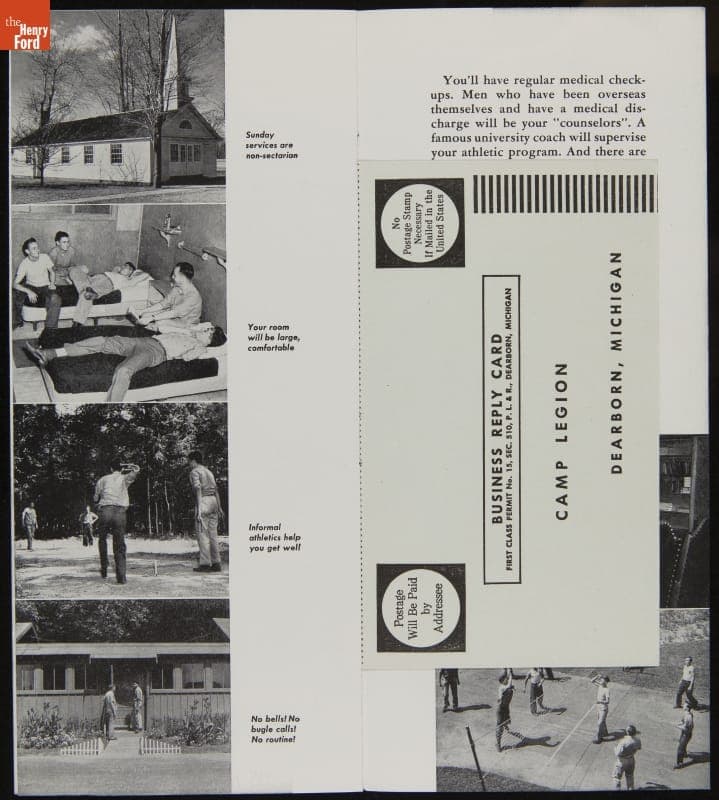 the
Henry
Ford
Sunday
services are
non-sectarian
Your room
will be large,
comfortable
Informal
athletics help
you get well
No bells! No
bugle calls!
No routine!
You'll have regular medical check-
ups. Men who have been overseas
themselves and have a medical dis-
charge will be your "counselors". A
famous university coach will supervise
your athletic program. And there are
No
Postage Stamp
Necessary
If Mailed in the
United States
BUSINESS REPLY CARD
FIRST CLASS PERMIT No. 15, SEC. 510, P. L. & R., DEARBORN, MICHIGAN
CAMP LEGION
DEARBORN, MICHIGAN
Postage
Will Be Paid
by
Addressee